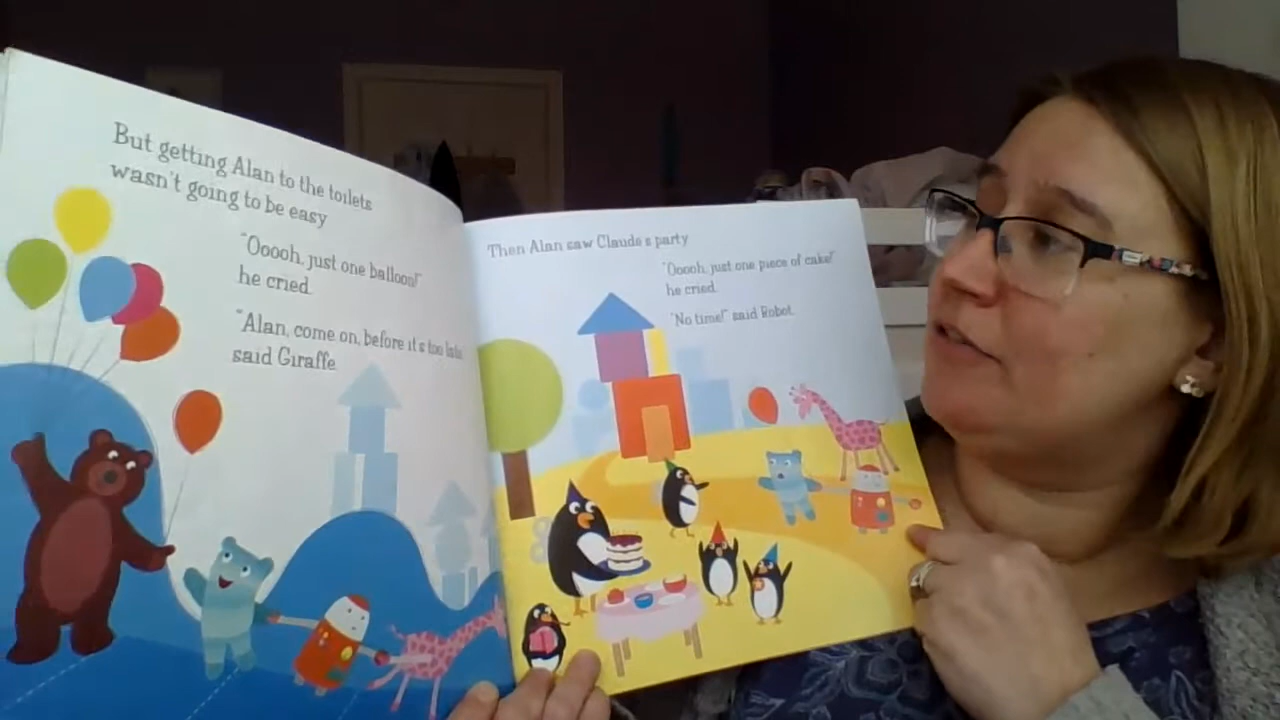 But getting Alan to the toilets
wasn't going to be easy
"Ooooh, just one balloon!"
he cried.
"Alan, come on, before it's too late
said Giraffe
Then Alan saw Claude's party
"Ooooh, just one piece of cake!"
he cried.
"No time!" said Robot.